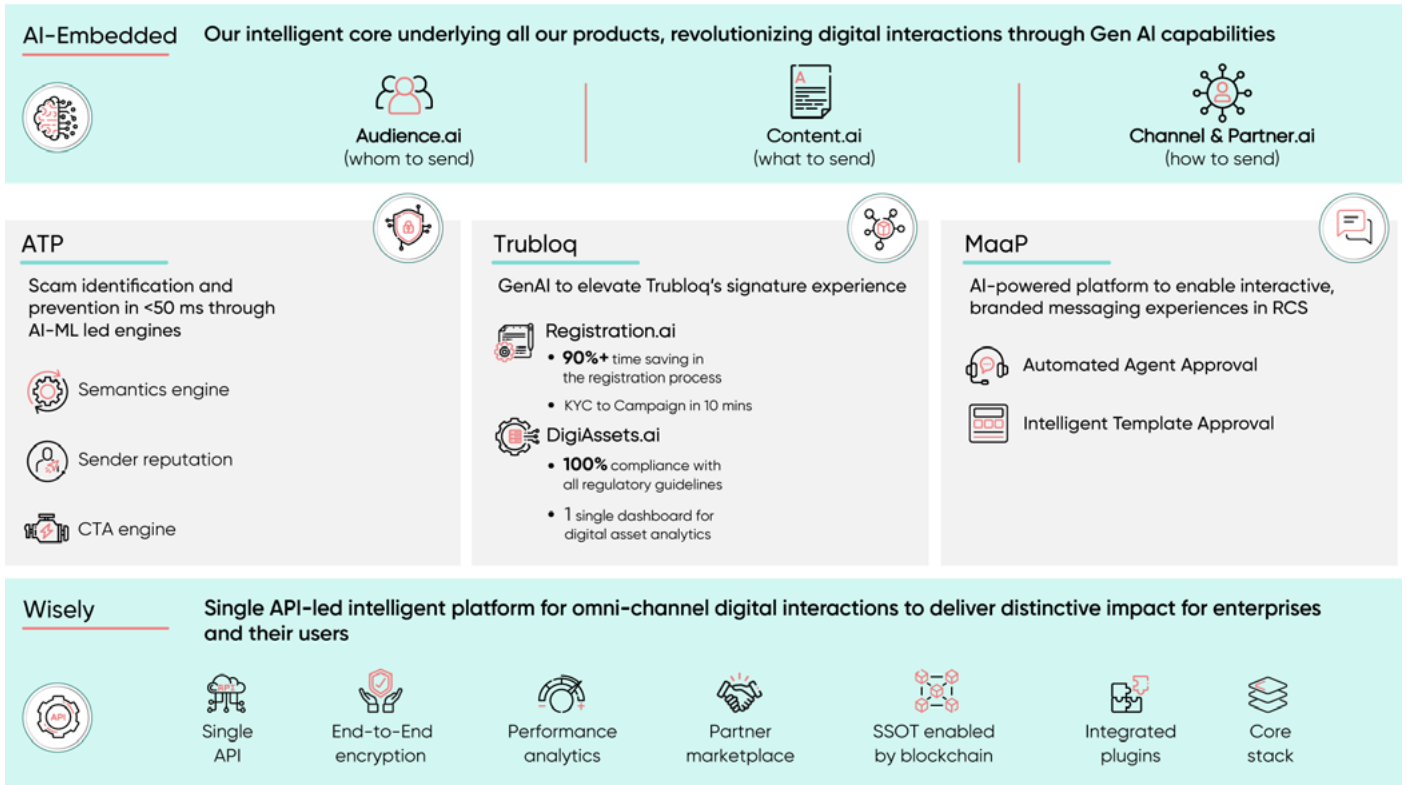 AI-Embedded
Our intelligent core underlying all our products, revolutionizing digital interactions through Gen AI capabilities
A
Audience.ai
(whom to send)
Content.ai
(what to send)
Channel & Partner.ai
(how to send)
ATP
Scam identification and
prevention in <50 ms through
AI-ML led engines
Semantics engine
Sender reputation
CTA engine
Trubloq
GenAI to elevate Trubloq's signature experience
Registration.ai
• 90%+ time saving in
the registration process
• KYC to Campaign in 10 mins
DigiAssets.ai
• 100% compliance with
all regulatory guidelines
• 1 single dashboard for
digital asset analytics
MaaP
AI-powered platform to enable interactive,
branded messaging experiences in RCS
Automated Agent Approval
Intelligent Template Approval
Wisely
Single API-led intelligent platform for omni-channel digital interactions to deliver distinctive impact for enterprises
and their users
API
API
Single
API
End-to-End
encryption
Performance
analytics
Partner
marketplace
SSOT enabled
by blockchain
Integrated
plugins
Core
stack